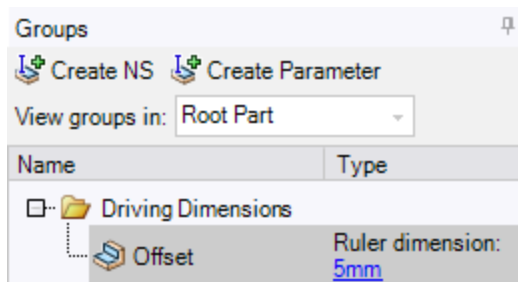 Groups
Create NS Create Parameter
View groups in: Root Part
Name Type
Driving Dimensions
Offset Ruler dimension:
5mm